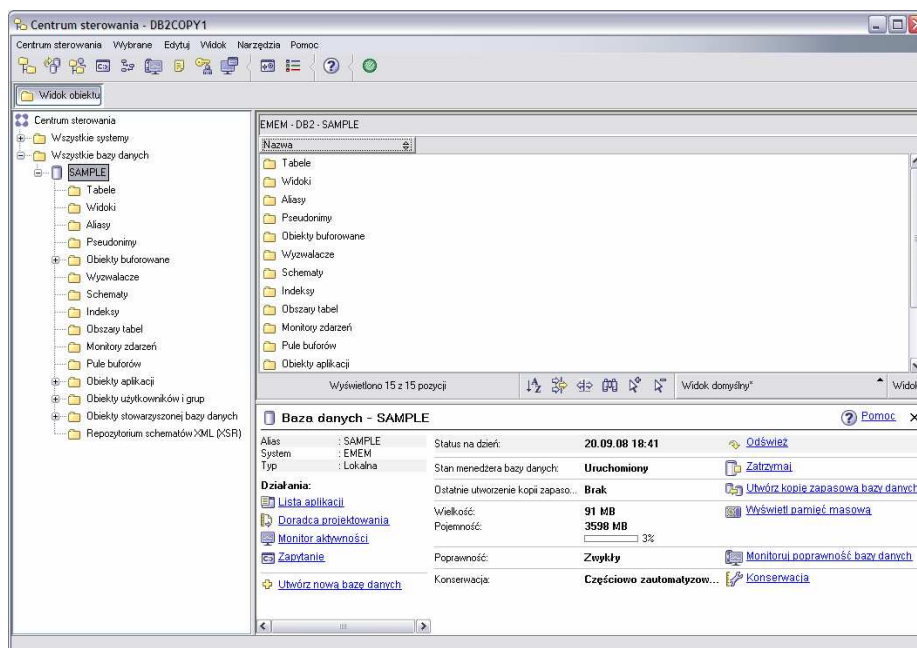 Centrum sterowania - DB2COPY1
Centrum sterowania Wybrane Edytuj Widok Narzędzia Pomoc
Widok obiektu
Centrum sterowania
Wszystkie systemy
Wszystkie bazy danych
SAMPLE
Tabele
Widoki
Aliasy
Pseudonimy
Obiekty buforowane
Wyzwalacze
Schematy
Indeksy
Obszary tabel
Monitory zdarzeń
Pule buforów
Obiekty aplikacji
Obiekty użytkowników i grup
Obiekty stowarzyszonej bazy danych
Repozytorium schematów XML (XSR)
EMEM - DB2 - SAMPLE
Nazwa
Tabele
Widoki
Aliasy
Pseudonimy
Obiekty buforowane
Wyzwalacze
Schematy
Indeksy
Obszary tabel
Monitory zdarzeń
Pule buforów
Obiekty aplikacji
Wyświetlono 15 z 15 pozycji Widok domyślny* Widok
Baza danych - SAMPLE Pomoc
Alias : SAMPLE
System : EMEM
Typ : Lokalna
Działania:
Lista aplikacji
Doradca projektowania
Monitor aktywności
Zapytanie
Utwórz nową bazę danych
Status na dzień: 20.09.08 18:41 Odśwież
Stan menedżera bazy danych: Uruchomiony Zatrzymaj
Ostatnie utworzenie kopii zapaso... Brak Utwórz kopię zapasową bazy danych
Wielkość: 91 MB Wyświetl pamięć masową
Pojemność: 3598 MB
3%
Poprawność: Zwykły Monitoruj poprawność bazy danych
Konserwacja: Częściowo zautomatyzow... Konserwacja